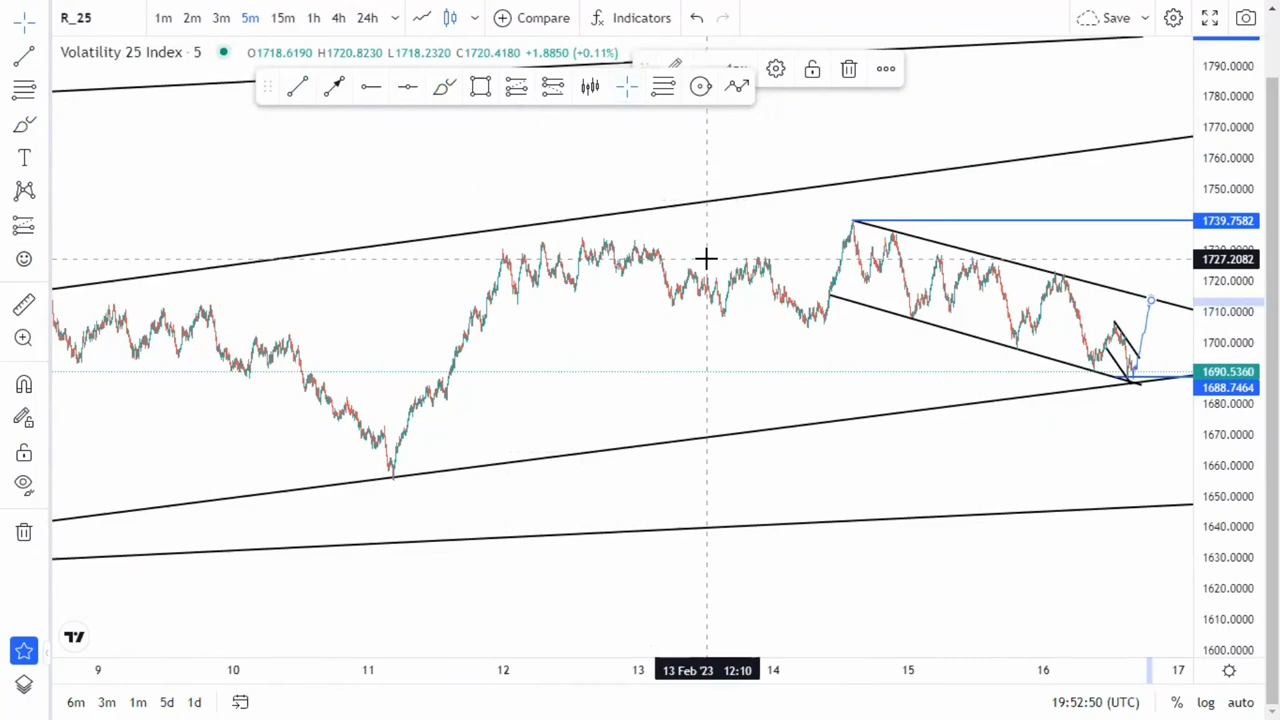 R_25
1m 2m 3m 5m 15m 1h 4h 24h
Compare
Indicators
Save
Volatility 25 Index · 5
O1718.6190 H1720.8230 L1718.2320 C1720.4180 +1.8850 (+0.11%)
1790.0000
1780.0000
1770.0000
1760.0000
1750.0000
1739.7582
1727.2082
1720.0000
1710.0000
1700.0000
1690.5360
1688.7464
1680.0000
1670.0000
1660.0000
1650.0000
1640.0000
1630.0000
1620.0000
1610.0000
1600.0000
9 10 11 12 13 13 Feb '23 12:10 14 15 16 17
6m 3m 1m 5d 1d
19:52:50 (UTC)
% log auto